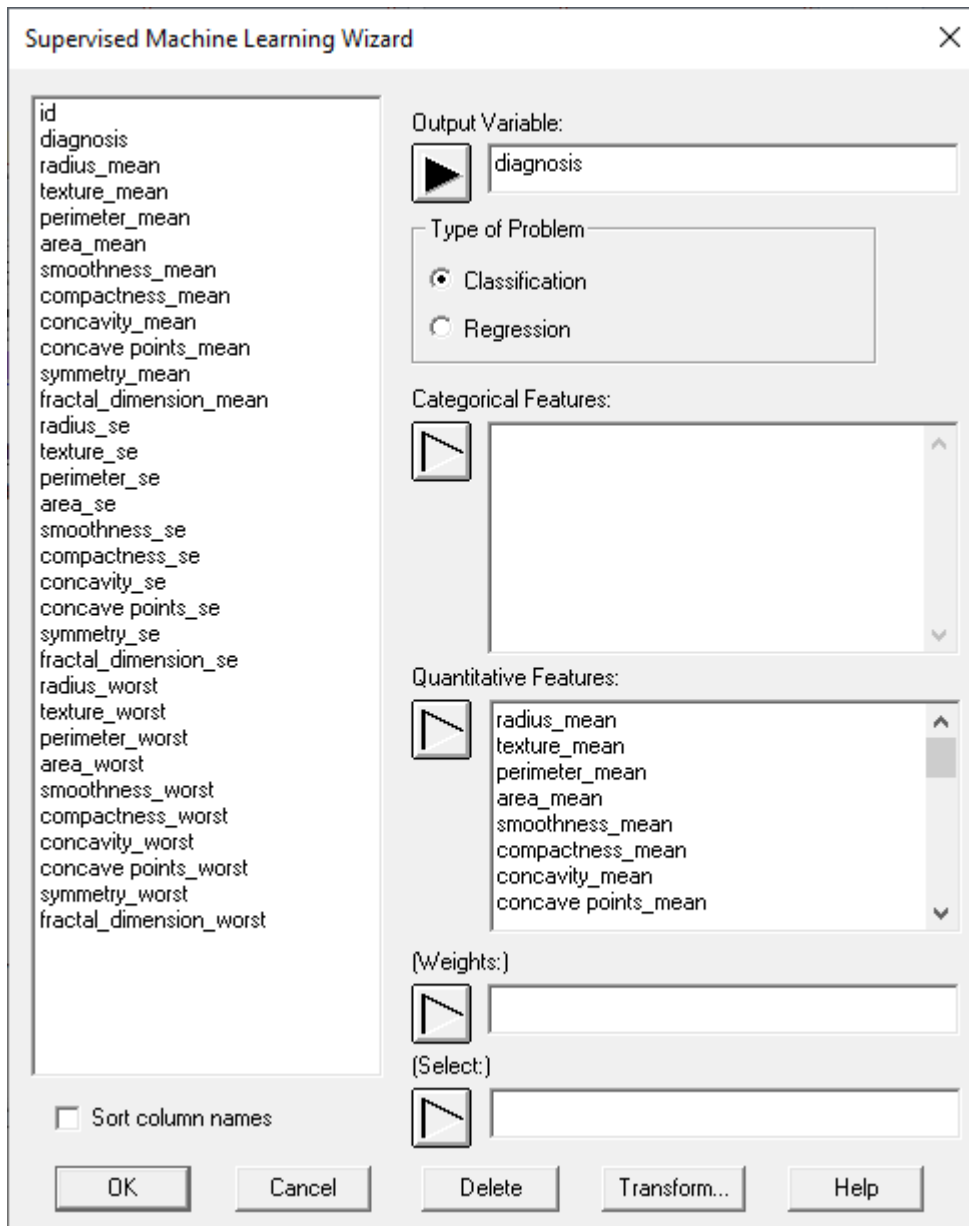 Supervised Machine Learning Wizard
id
diagnosis
radius_mean
texture_mean
perimeter_mean
area_mean
smoothness_mean
compactness_mean
concavity_mean
concave points_mean
symmetry_mean
fractal_dimension_mean
radius_se
texture_se
perimeter_se
area_se
smoothness_se
compactness_se
concavity_se
concave points_se
symmetry_se
fractal_dimension_se
radius_worst
texture_worst
perimeter_worst
area_worst
smoothness_worst
compactness_worst
concavity_worst
concave points_worst
symmetry_worst
fractal_dimension_worst
Sort column names
Output Variable:
diagnosis
Type of Problem
Classification
Regression
Categorical Features:
Quantitative Features:
radius_mean
texture_mean
perimeter_mean
area_mean
smoothness_mean
compactness_mean
concavity_mean
concave points_mean
(Weights:)
(Select:)
OK
Cancel
Delete
Transform...
Help